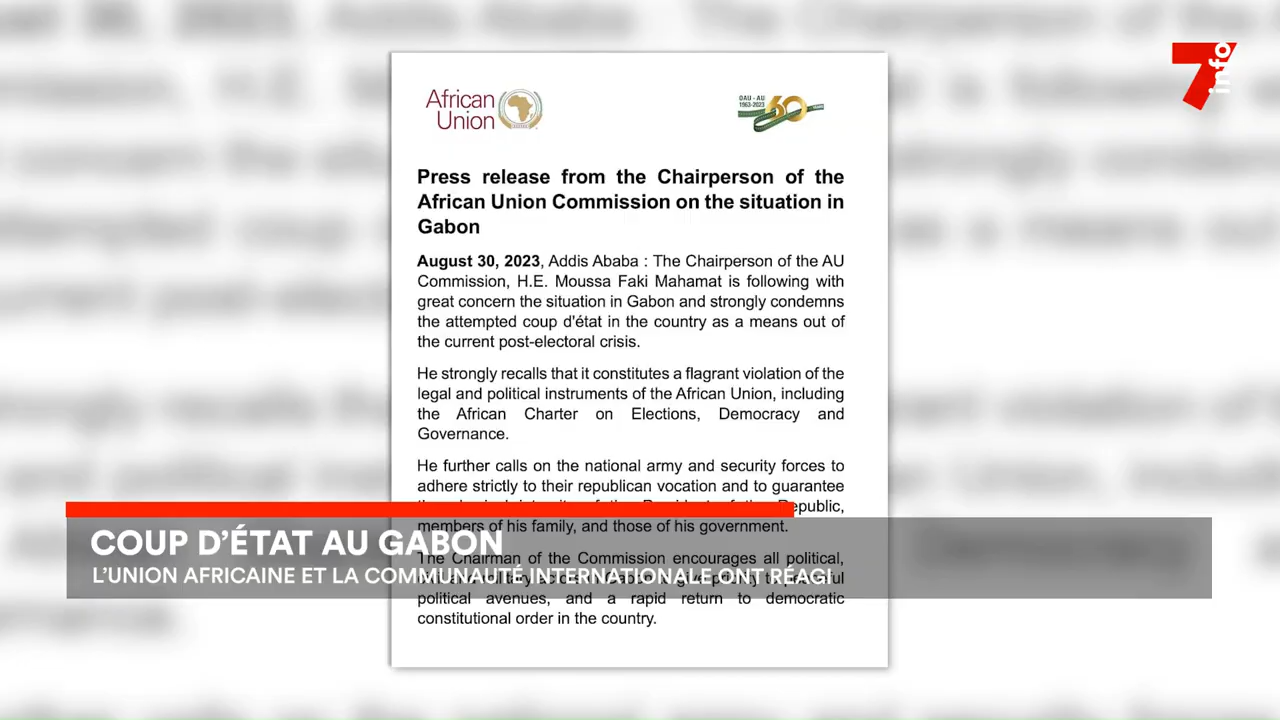 African
Union
OAU - AU
1963-2023
60
7
info
Press release from the Chairperson of the
African Union Commission on the situation in
Gabon
August 30, 2023, Addis Ababa : The Chairperson of the AU
Commission, H.E. Moussa Faki Mahamat is following with
great concern the situation in Gabon and strongly condemns
the attempted coup d'état in the country as a means out of
the current post-electoral crisis.
He strongly recalls that it constitutes a flagrant violation of the
legal and political instruments of the African Union, including
the African Charter on Elections, Democracy and
Governance.
He further calls on the national army and security forces to
adhere strictly to their republican vocation and to guarantee
Republic,
members of his family, and those of his government.
COUP D'ÉTAT AU GABON
The Chairman of the Commission encourages all political,
L'UNION AFRICAINE ET LA COMMUNAUTÉ INTERNATIONALE ONT RÉAGI
political avenues, and a rapid return to democratic
constitutional order in the country.